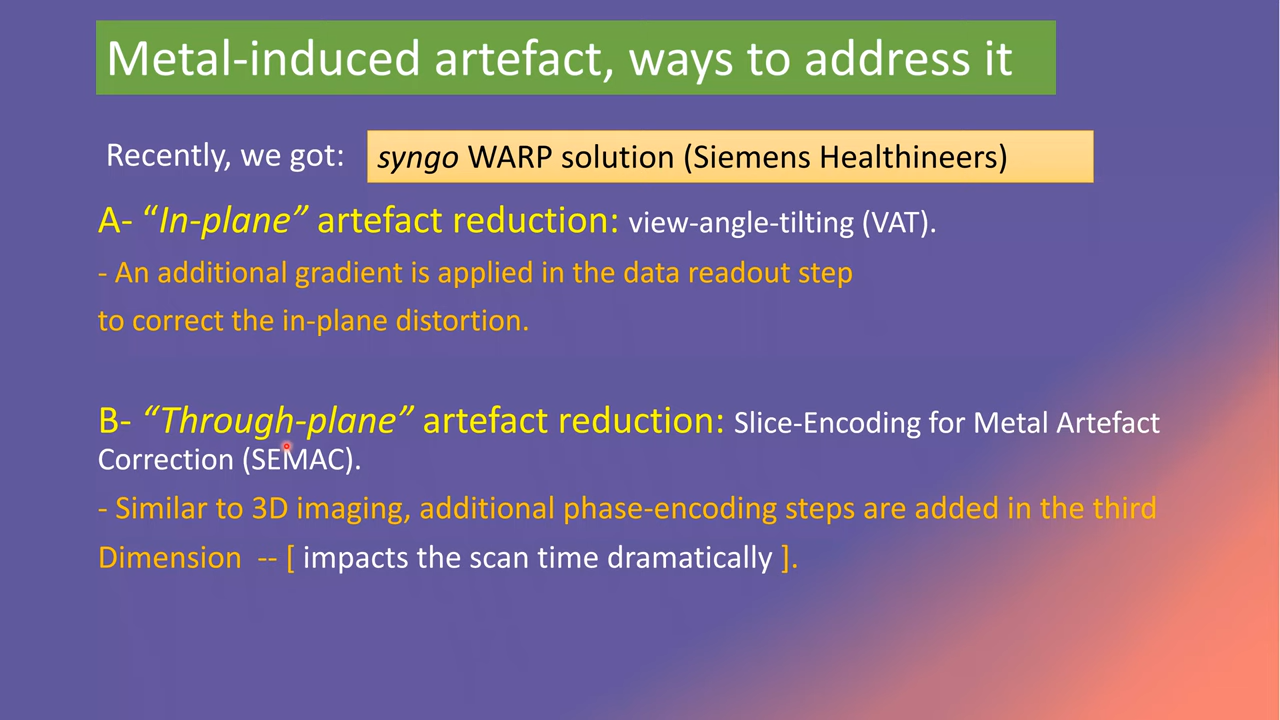 Metal-induced artefact, ways to address it
Recently, we got: syngo WARP solution (Siemens Healthineers)
A- “In-plane” artefact reduction: view-angle-tilting (VAT).
- An additional gradient is applied in the data readout step
to correct the in-plane distortion.
B- “Through-plane” artefact reduction: Slice-Encoding for Metal Artefact
Correction (SEMAC).
- Similar to 3D imaging, additional phase-encoding steps are added in the third
Dimension -- [ impacts the scan time dramatically ].